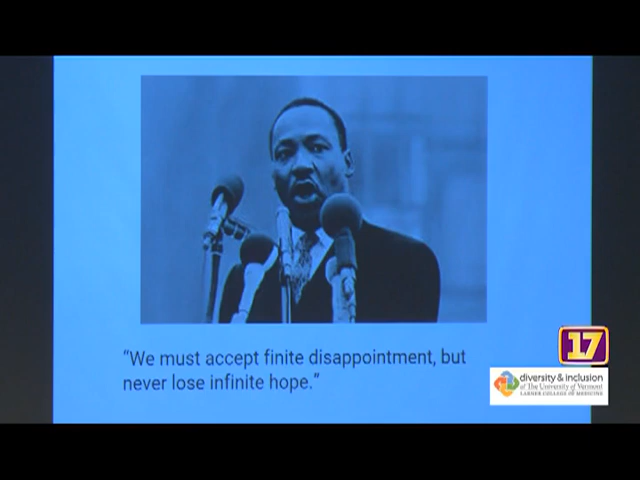 “We must accept finite disappointment, but
never lose infinite hope.”
17
diversity & inclusion
at The University of Vermont
LARNER COLLEGE OF MEDICINE